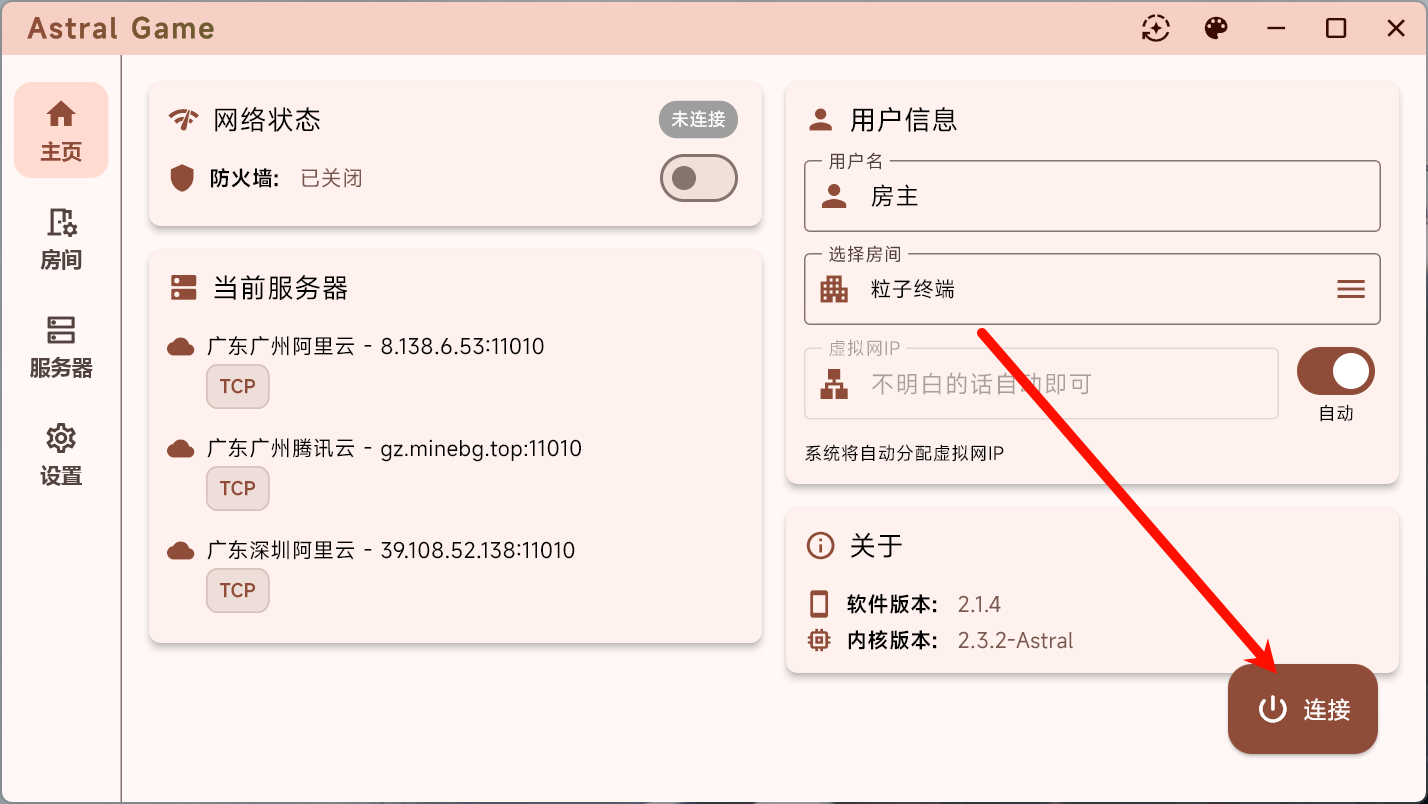 Astral Game
主页
房间
服务器
设置
网络状态
未连接
防火墙: 已关闭
当前服务器
广东广州阿里云 - 8.138.6.53:11010
TCP
广东广州腾讯云 - gz.minebg.top:11010
TCP
广东深圳阿里云 - 39.108.52.138:11010
TCP
用户信息
用户名
房主
选择房间
粒子终端
虚拟网IP
不明白的话自动即可
自动
系统将自动分配虚拟网IP
关于
软件版本: 2.1.4
内核版本: 2.3.2-Astral
连接